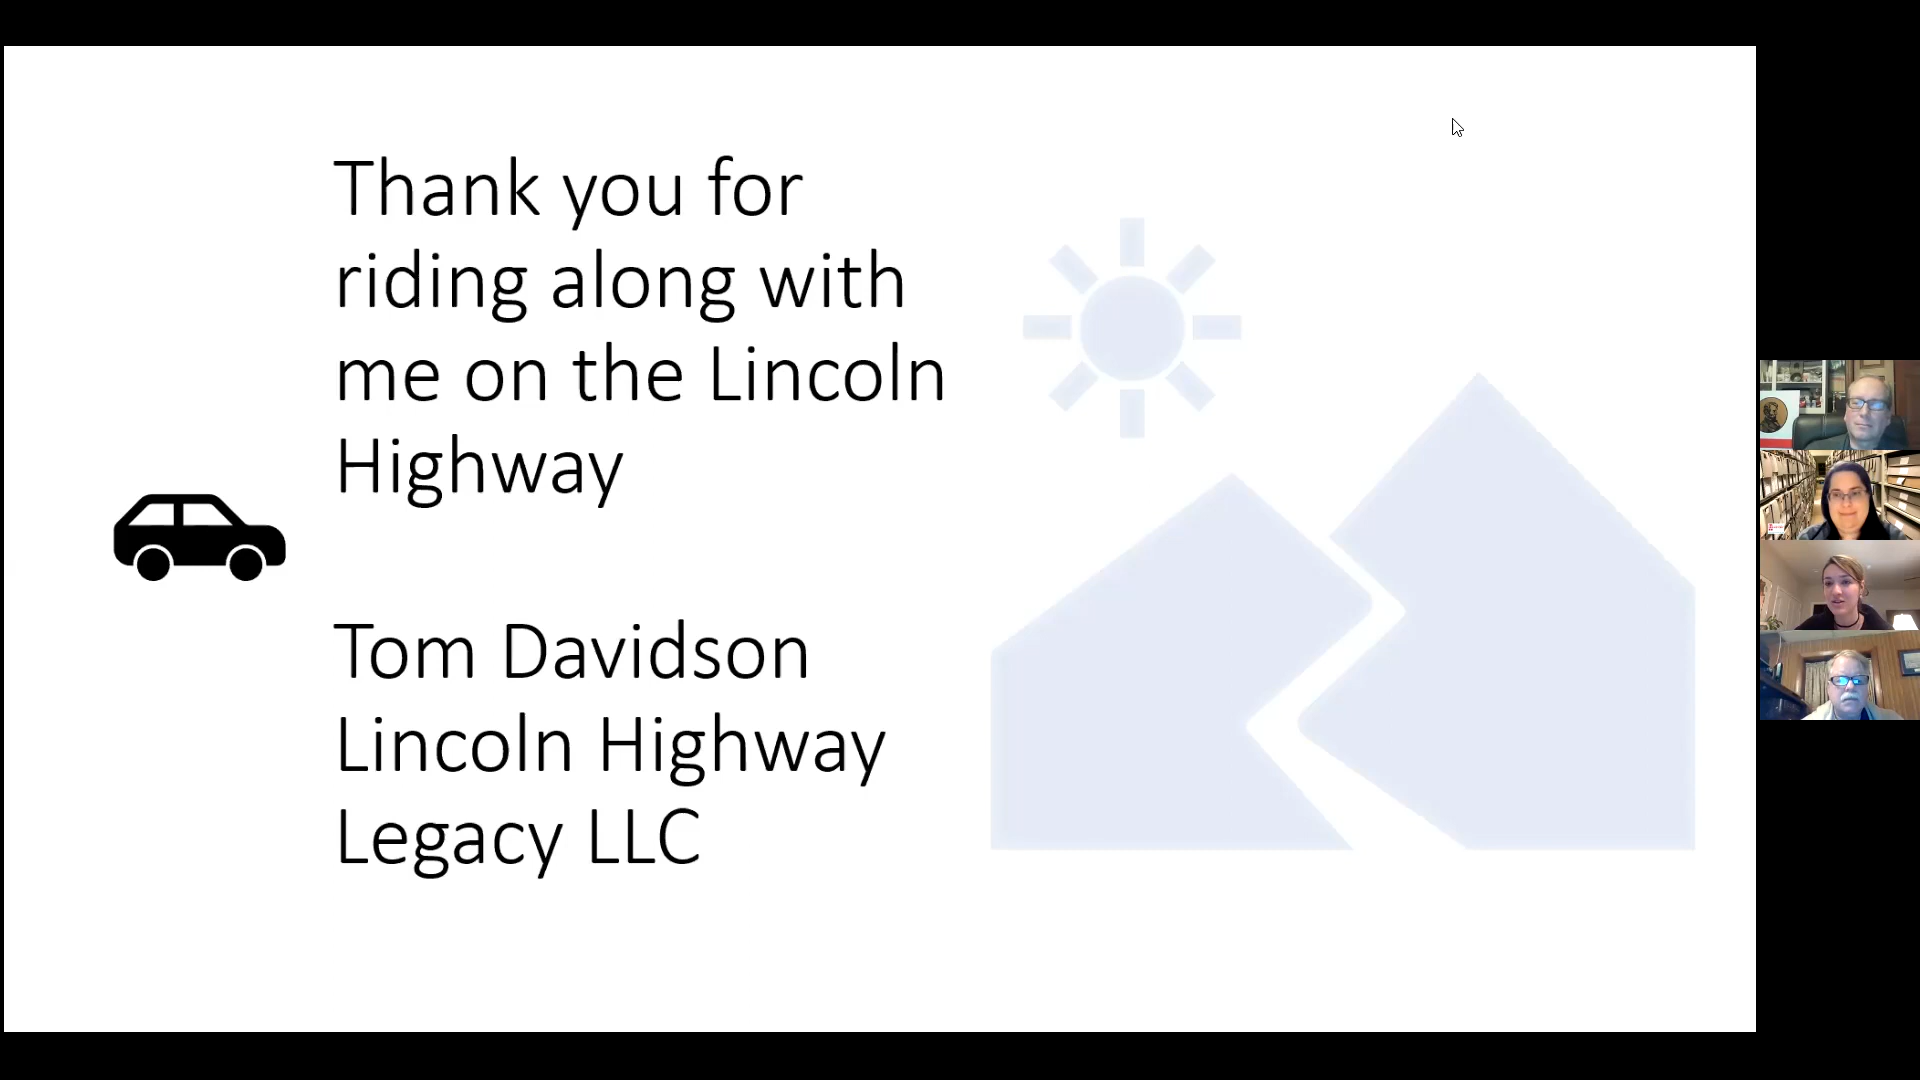 Thank you for
riding along with
me on the Lincoln
Highway
Tom Davidson
Lincoln Highway
Legacy LLC